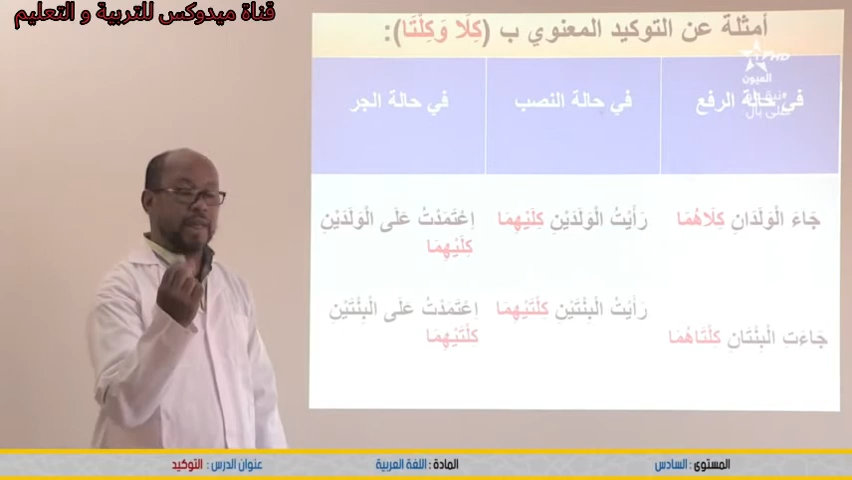 قناة ميدوكس للتربية و التعليم
أمثلة عن التوكيد المعنوي ب (كِلَا وَكِلْتَا):
العيون
في حالة الرفع
في حالة النصب
في حالة الجر
جَاءَ الْوَلَدَانِ كِلَاهُمَا
رَأَيْتُ الْوَلَدَيْنِ كِلَيْهِمَا
اِعْتَمَدْتُ عَلَى الْوَلَدَيْنِ
كِلَيْهِمَا
جَاءَتِ الْبِنْتَانِ كِلْتَاهُمَا
رَأَيْتُ الْبِنْتَيْنِ كِلْتَيْهِمَا
اِعْتَمَدْتُ عَلَى الْبِنْتَيْنِ
كِلْتَيْهِمَا
المستوى : السادس
المادة : اللغة العربية
عنوان الدرس : التوكيد